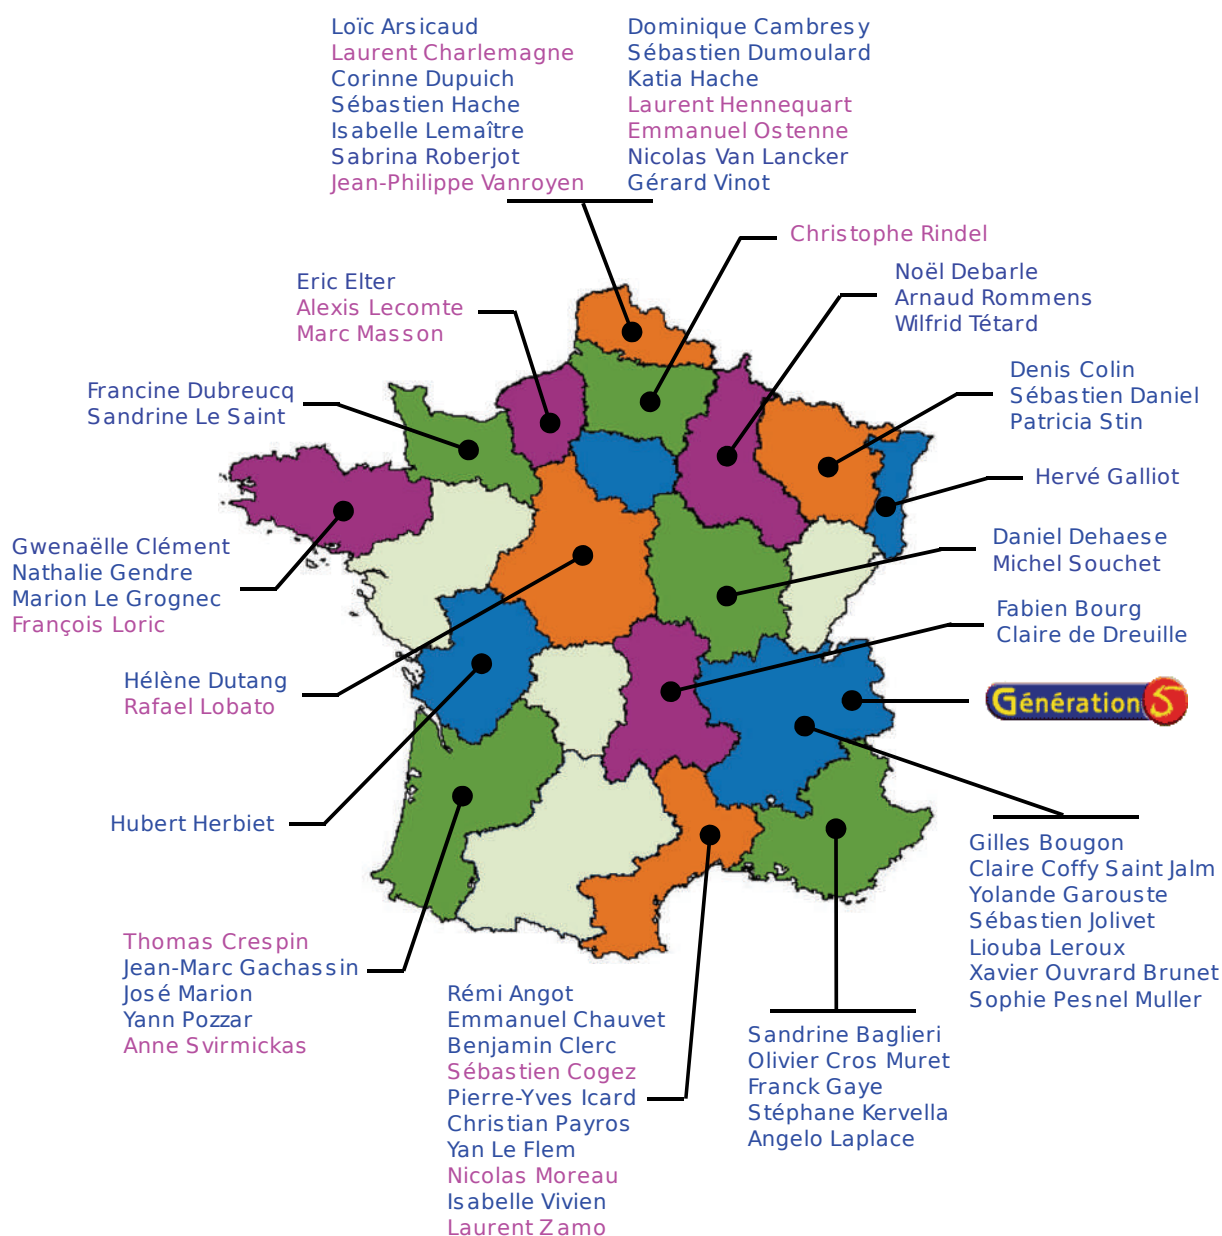 Loïc Arsicaud
Laurent Charlemagne
Corinne Dupuich
Sébastien Hache
Isabelle Lemaître
Sabrina Roberjot
Jean-Philippe Vanroyen
Dominique Cambresy
Sébastien Dumoulard
Katia Hache
Laurent Hennequart
Emmanuel Ostenne
Nicolas Van Lancker
Gérard Vinot
Christophe Rindel
Eric Elter
Alexis Lecomte
Marc Masson
Noël Debarle
Arnaud Rommens
Wilfrid Tétard
Francine Dubreucq
Sandrine Le Saint
Denis Colin
Sébastien Daniel
Patricia Stin
Hervé Galliot
Gwenaëlle Clément
Nathalie Gendre
Marion Le Grognec
François Loric
Daniel Dehaese
Michel Souchet
Fabien Bourg
Claire de Dreuille
Hélène Dutang
Rafael Lobato
Génération 5
Hubert Herbiet
Gilles Bougon
Claire Coffy Saint Jalm
Yolande Garouste
Sébastien Jolivet
Liouba Leroux
Xavier Ouvrard Brunet
Sophie Pesnel Muller
Thomas Crespin
Jean-Marc Gachassin
José Marion
Yann Pozzar
Anne Svirmickas
Rémi Angot
Emmanuel Chauvet
Benjamin Clerc
Sébastien Cogez
Pierre-Yves Icard
Christian Payros
Yan Le Flem
Nicolas Moreau
Isabelle Vivien
Laurent Zamo
Sandrine Baglieri
Olivier Cros Muret
Franck Gaye
Stéphane Kervella
Angelo Laplace